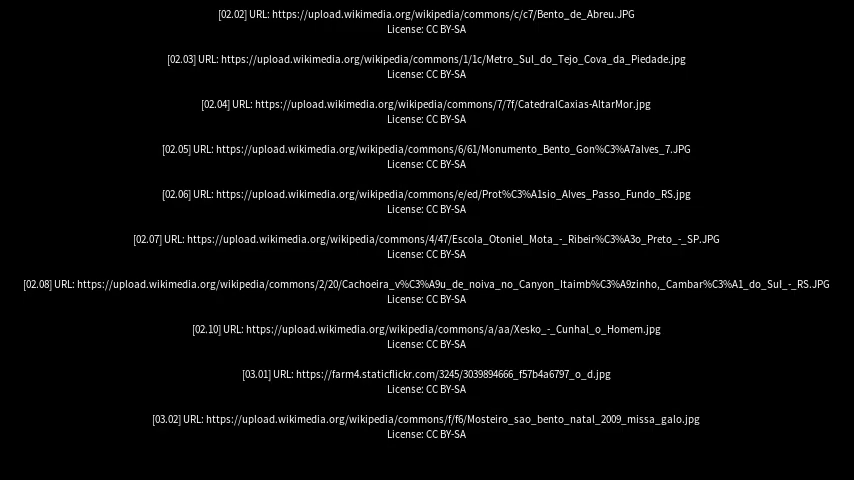 [02.02] URL: https://upload.wikimedia.org/wikipedia/commons/c/c7/Bento_de_Abreu.JPG
License: CC BY-SA
[02.03] URL: https://upload.wikimedia.org/wikipedia/commons/1/1c/Metro_Sul_do_Tejo_Cova_da_Piedade.jpg
License: CC BY-SA
[02.04] URL: https://upload.wikimedia.org/wikipedia/commons/7/7f/CatedralCaxias-AltarMor.jpg
License: CC BY-SA
[02.05] URL: https://upload.wikimedia.org/wikipedia/commons/6/61/Monumento_Bento_Gon%C3%A7alves_7.JPG
License: CC BY-SA
[02.06] URL: https://upload.wikimedia.org/wikipedia/commons/e/ed/Prot%C3%A1sio_Alves_Passo_Fundo_RS.jpg
License: CC BY-SA
[02.07] URL: https://upload.wikimedia.org/wikipedia/commons/4/47/Escola_Otoniel_Mota_-_Ribeir%C3%A3o_Preto_-_SP.JPG
License: CC BY-SA
[02.08] URL: https://upload.wikimedia.org/wikipedia/commons/2/20/Cachoeira_v%C3%A9u_de_noiva_no_Canyon_Itaimb%C3%A9zinho,_Cambar%C3%A1_do_Sul_-_RS.JPG
License: CC BY-SA
[02.10] URL: https://upload.wikimedia.org/wikipedia/commons/a/aa/Xesko_-_Cunhal_o_Homem.jpg
License: CC BY-SA
[03.01] URL: https://farm4.staticflickr.com/3245/3039894666_f57b4a6797_o_d.jpg
License: CC BY-SA
[03.02] URL: https://upload.wikimedia.org/wikipedia/commons/f/f6/Mosteiro_sao_bento_natal_2009_missa_galo.jpg
License: CC BY-SA